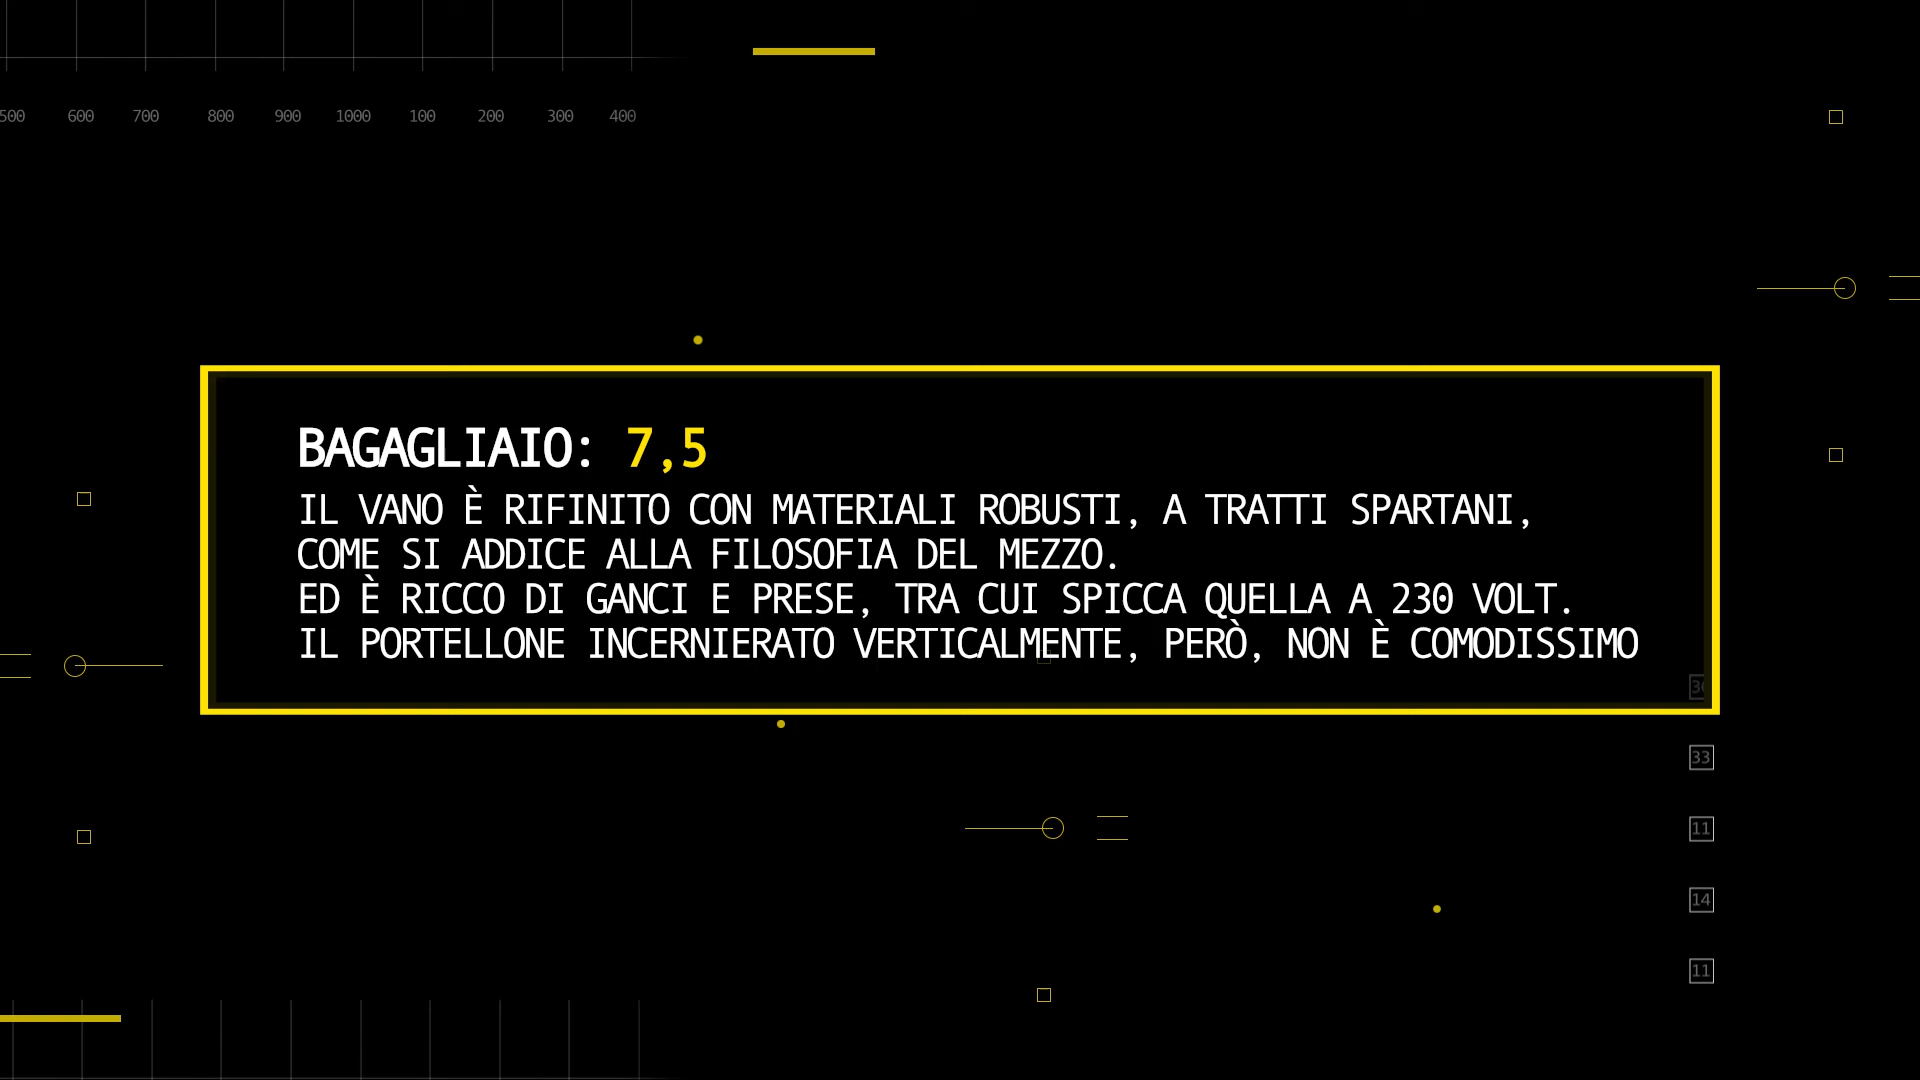 500 600 700 800 900 1000 100 200 300 400
BAGAGLIAIO: 7,5
IL VANO È RIFINITO CON MATERIALI ROBUSTI, A TRATTI SPARTANI,
COME SI ADDICE ALLA FILOSOFIA DEL MEZZO.
ED È RICCO DI GANCI E PRESE, TRA CUI SPICCA QUELLA A 230 VOLT.
IL PORTELLONE INCERNIERATO VERTICALMENTE, PERÒ, NON È COMODISSIMO
33
11
14
11